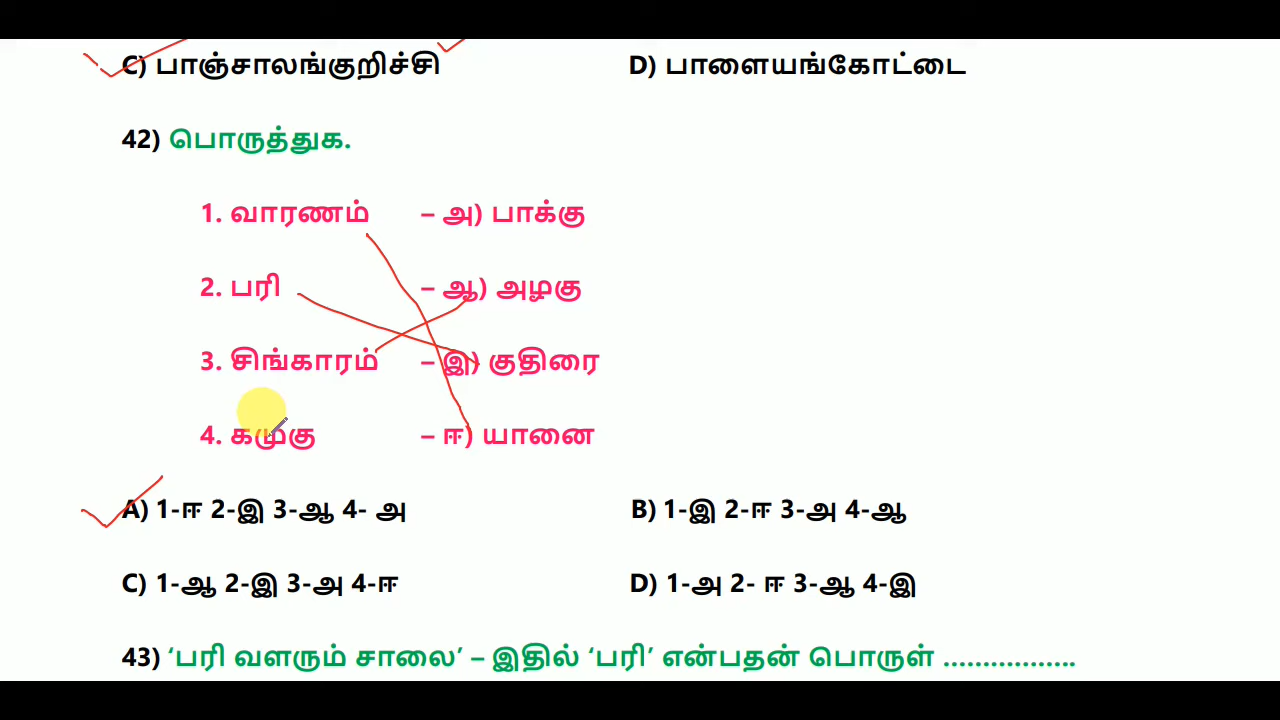 C) பாஞ்சாலங்குறிச்சி D) பாளையங்கோட்டை
42) பொருத்துக.
1. வாரணம் – அ) பாக்கு
2. பரி – ஆ) அழகு
3. சிங்காரம் – இ) குதிரை
4. கமுகு – ஈ) யானை
A) 1-ஈ 2-இ 3-ஆ 4- அ B) 1-இ 2-ஈ 3-அ 4-ஆ
C) 1-ஆ 2-இ 3-அ 4-ஈ D) 1-அ 2- ஈ 3-ஆ 4-இ
43) ‘பரி வளரும் சாலை’ – இதில் ‘பரி’ என்பதன் பொருள் .................